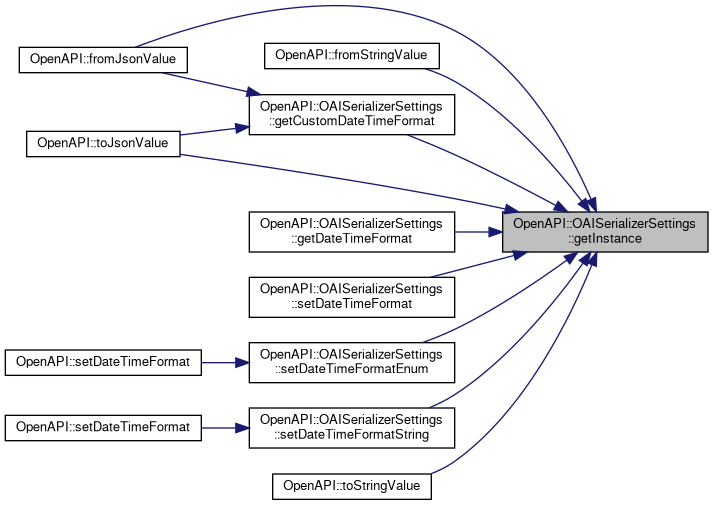 OpenAPI::fromJsonValue
OpenAPI::fromStringValue
OpenAPI::OAISerializerSettings
::getCustomDateTimeFormat
OpenAPI::toJsonValue
OpenAPI::OAISerializerSettings
::getDateTimeFormat
OpenAPI::OAISerializerSettings
::getInstance
OpenAPI::OAISerializerSettings
::setDateTimeFormat
OpenAPI::setDateTimeFormat
OpenAPI::OAISerializerSettings
::setDateTimeFormatEnum
OpenAPI::setDateTimeFormat
OpenAPI::OAISerializerSettings
::setDateTimeFormatString
OpenAPI::toStringValue